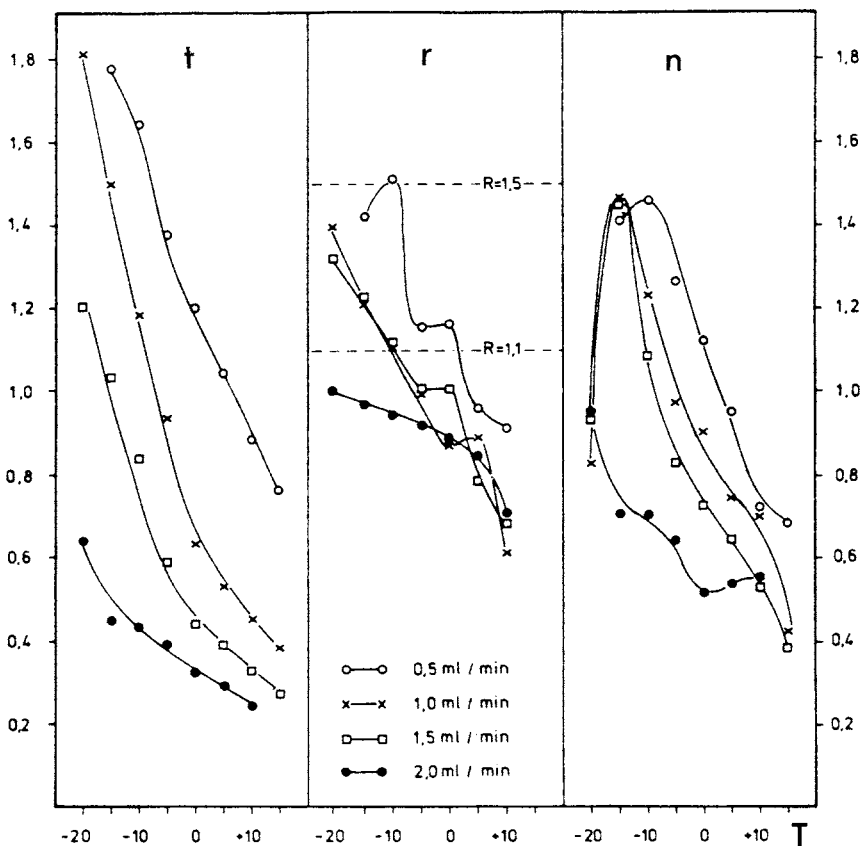 t
r
n
1,8
1,6
1,4
1,2
1,0
0,8
0,6
0,4
0,2
1,8
1,6
1,4
1,2
1,0
0,8
0,6
0,4
0,2
R=1,5
R=1,1
0,5 ml / min
1,0 ml / min
1,5 ml / min
2,0 ml / min
-20 -10 0 +10
-20 -10 0 +10
-20 -10 0 +10 T